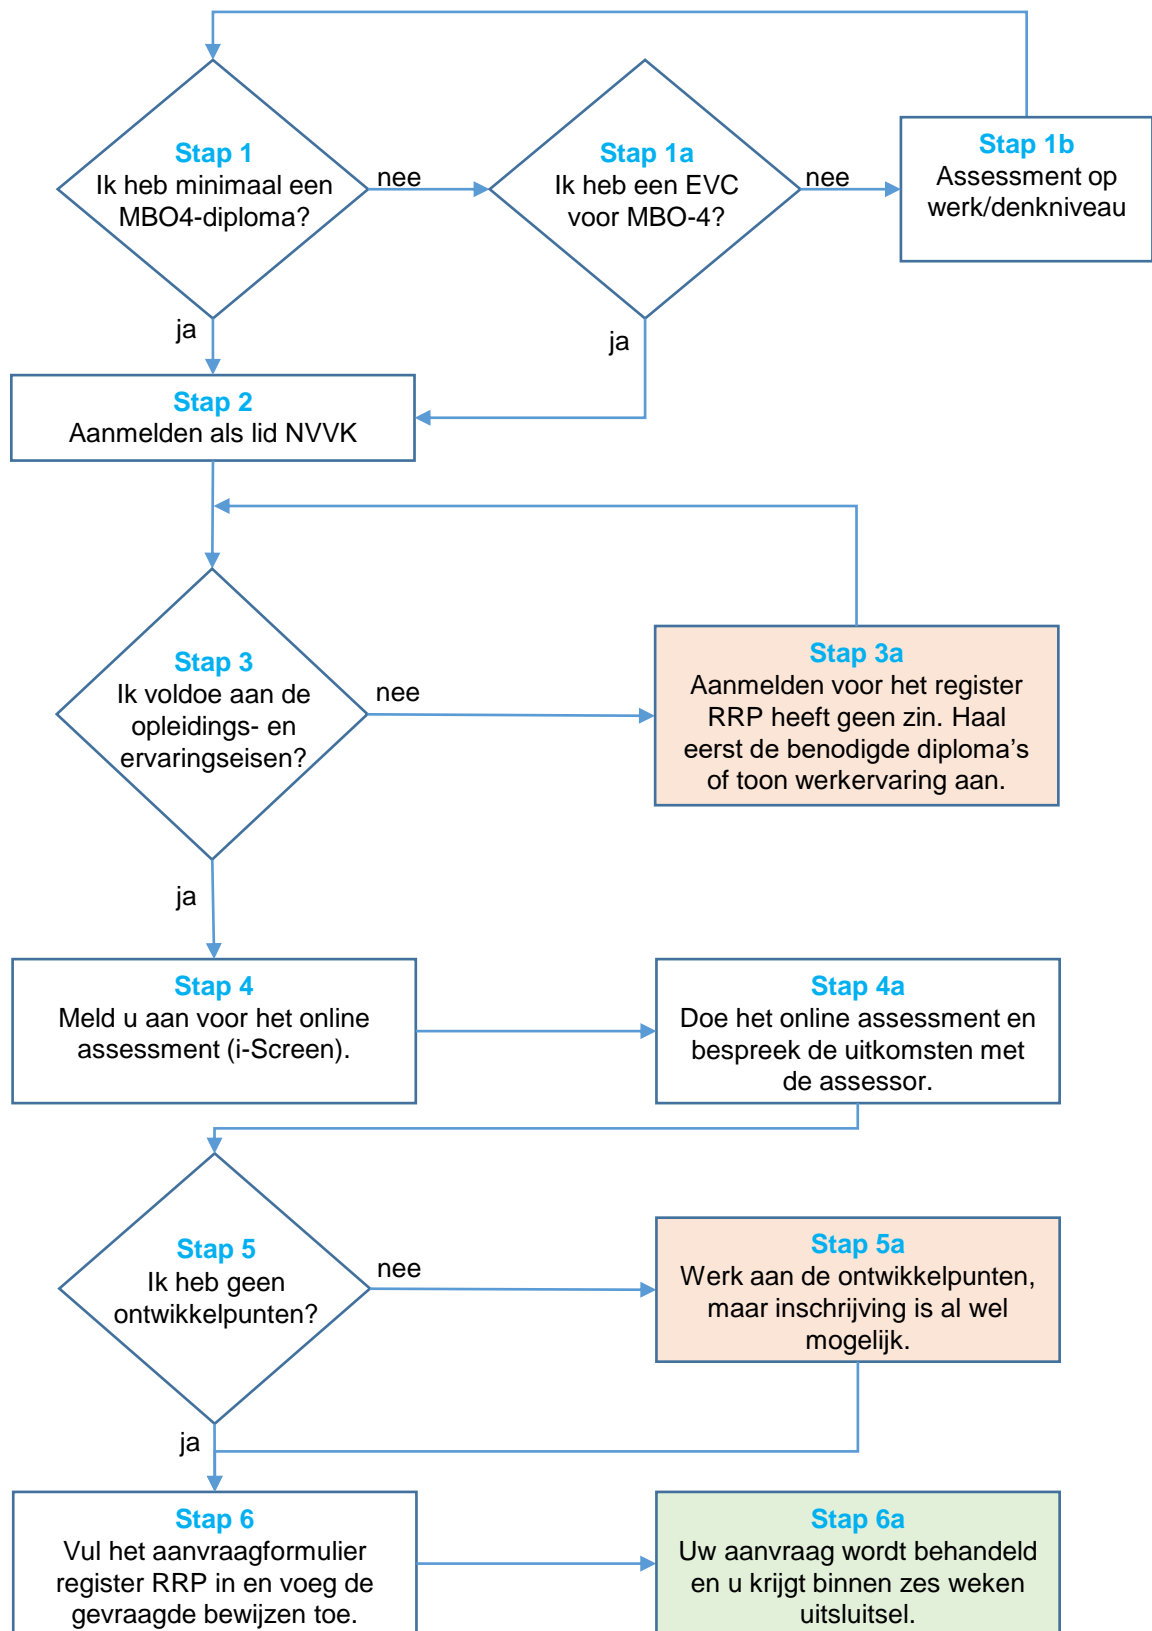 Stap 1
Ik heb minimaal een
MBO4-diploma?
nee
Stap 1a
Ik heb een EVC
voor MBO-4?
nee
Stap 1b
Assessment op
werk/denkniveau
ja
ja
Stap 2
Aanmelden als lid NVVK
Stap 3
Ik voldoe aan de
opleidings- en
ervaringseisen?
nee
Stap 3a
Aanmelden voor het register
RRP heeft geen zin. Haal
eerst de benodigde diploma’s
of toon werkervaring aan.
ja
Stap 4
Meld u aan voor het online
assessment (i-Screen).
Stap 4a
Doe het online assessment en
bespreek de uitkomsten met
de assessor.
Stap 5
Ik heb geen
ontwikkelpunten?
nee
Stap 5a
Werk aan de ontwikkelpunten,
maar inschrijving is al wel
mogelijk.
ja
Stap 6
Vul het aanvraagformulier
register RRP in en voeg de
gevraagde bewijzen toe.
Stap 6a
Uw aanvraag wordt behandeld
en u krijgt binnen zes weken
uitsluitsel.